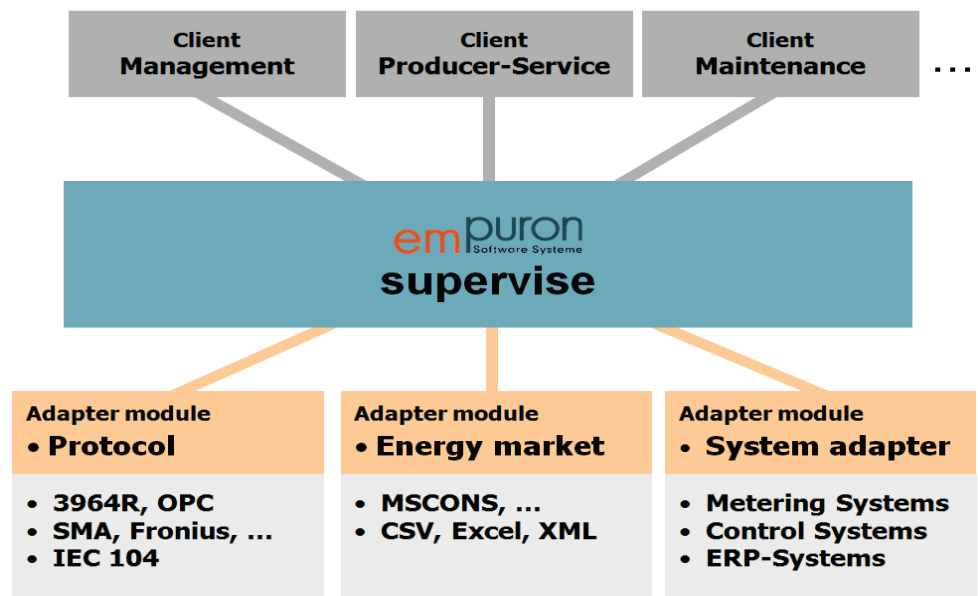 Client
Management
Client
Producer-Service
Client
Maintenance
...
empuron
Software Systeme
supervise
Adapter module
• Protocol
• 3964R, OPC
• SMA, Fronius, ...
• IEC 104
Adapter module
• Energy market
• MSCONS, ...
• CSV, Excel, XML
Adapter module
• System adapter
• Metering Systems
• Control Systems
• ERP-Systems